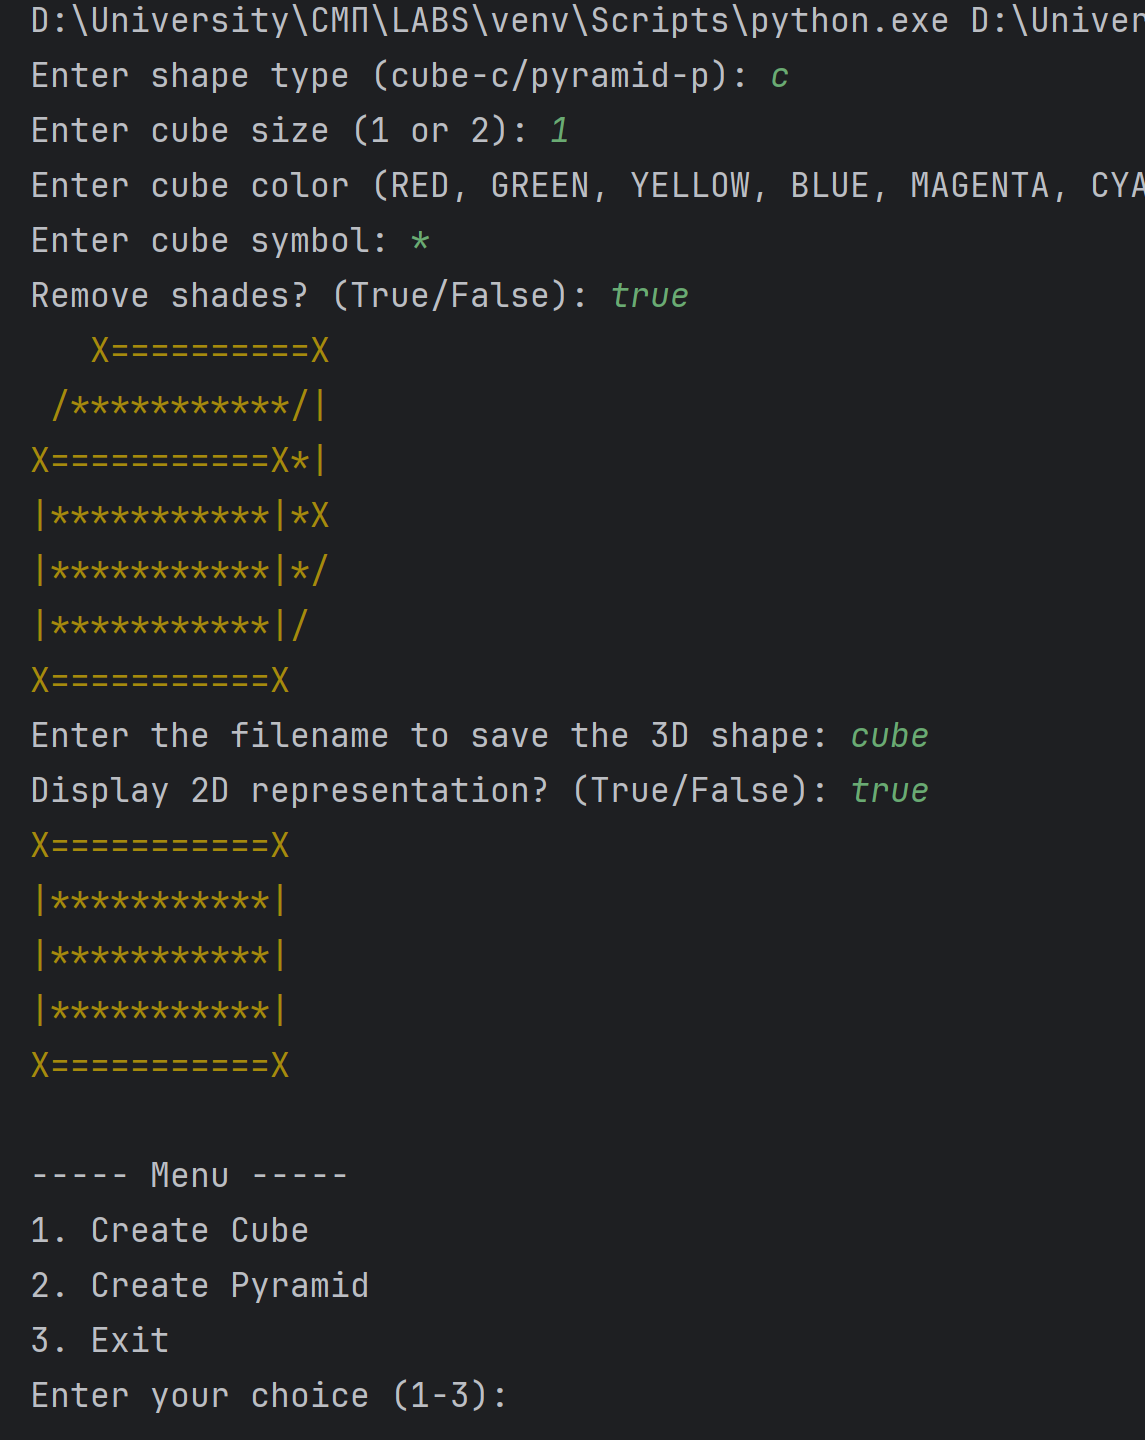 D:\University\СМП\LABS\venv\Scripts\python.exe D:\Univer
Enter shape type (cube-c/pyramid-p): c
Enter cube size (1 or 2): 1
Enter cube color (RED, GREEN, YELLOW, BLUE, MAGENTA, CYA
Enter cube symbol: *
Remove shades? (True/False): true
   X==========X
 /***********/|
X===========X*|
|***********|*X
|***********|*/
|***********|/
X===========X
Enter the filename to save the 3D shape: cube
Display 2D representation? (True/False): true
X===========X
|***********|
|***********|
|***********|
X===========X
----- Menu -----
1. Create Cube
2. Create Pyramid
3. Exit
Enter your choice (1-3):